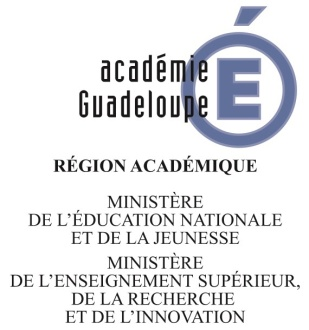 académie
Guadeloupe
É
RÉGION ACADÉMIQUE
MINISTÈRE
DE L'ÉDUCATION NATIONALE
ET DE LA JEUNESSE
MINISTÈRE
DE L'ENSEIGNEMENT SUPÉRIEUR,
DE LA RECHERCHE
ET DE L'INNOVATION